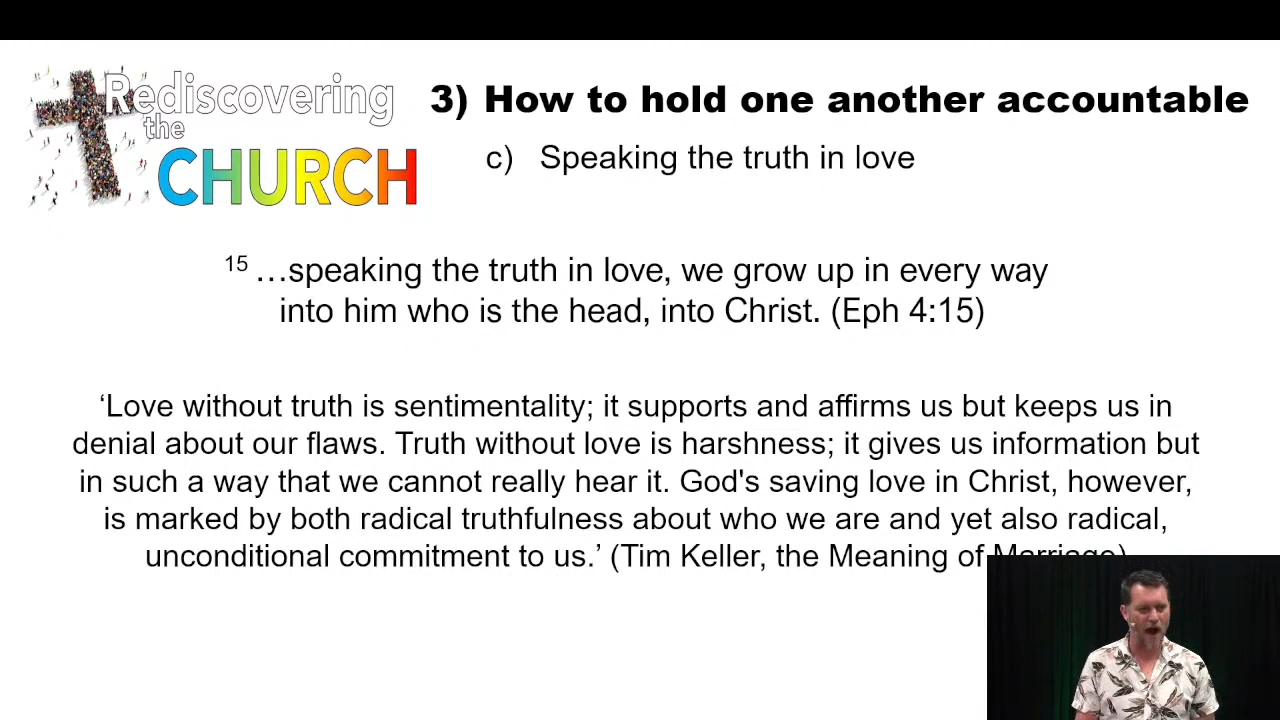 Rediscovering
the
CHURCH
3) How to hold one another accountable
c) Speaking the truth in love
15 …speaking the truth in love, we grow up in every way
into him who is the head, into Christ. (Eph 4:15)
‘Love without truth is sentimentality; it supports and affirms us but keeps us in
denial about our flaws. Truth without love is harshness; it gives us information but
in such a way that we cannot really hear it. God's saving love in Christ, however,
is marked by both radical truthfulness about who we are and yet also radical,
unconditional commitment to us.’ (Tim Keller, the Meaning of Marriage)